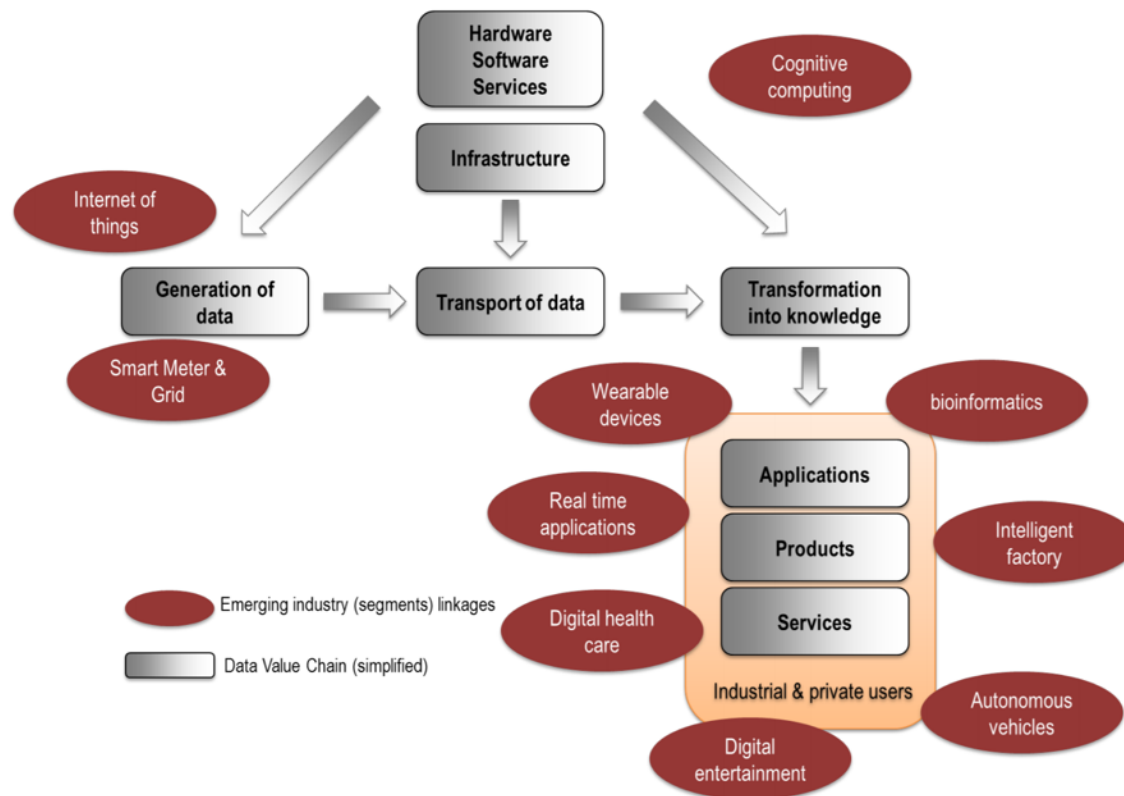 Hardware
Software
Services
Cognitive
computing
Infrastructure
Internet of
things
Generation of
data
Transport of data
Transformation
into knowledge
Smart Meter &
Grid
Wearable
devices
bioinformatics
Applications
Real time
applications
Products
Intelligent
factory
Emerging industry (segments) linkages
Digital health
care
Services
Data Value Chain (simplified)
Industrial & private users
Autonomous
vehicles
Digital
entertainment